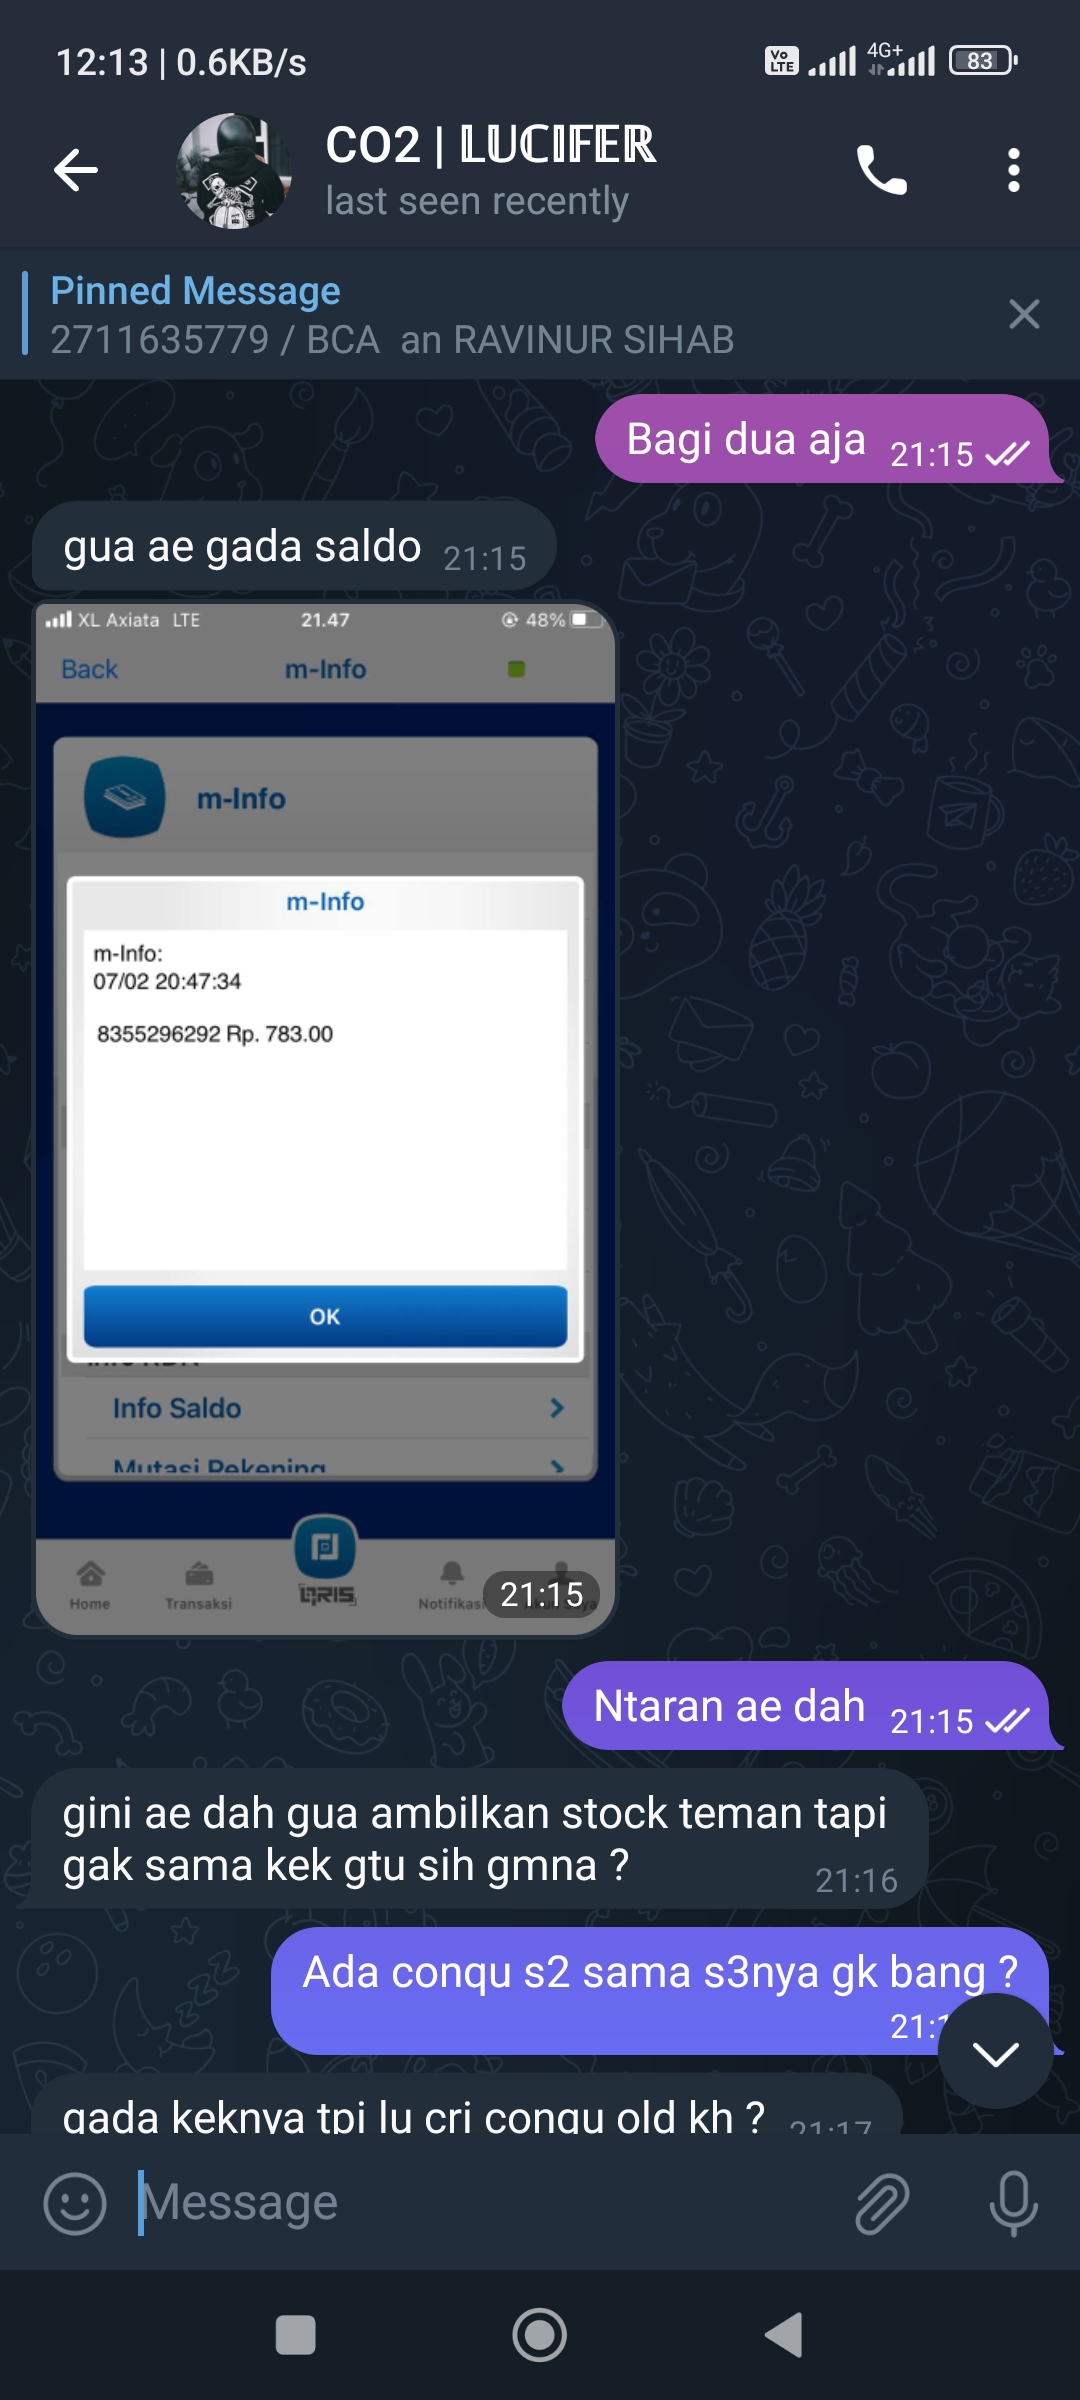 12:13 | 0.6KB/s
Vo LTE 4G+ 83
CO2 | 𝕃𝕌ℂ𝕀𝔽𝔼ℝ
last seen recently
Pinned Message
2711635779 / BCA an RAVINUR SIHAB
Bagi dua aja 21:15
gua ae gada saldo 21:15
XL Axiata LTE 21.47 48%
Back m-Info
m-Info
m-Info
m-Info:
07/02 20:47:34
8355296292 Rp. 783.00
OK
Info Saldo
Mutasi Rekening
QRIS
Home Transaksi Notifikasi
21:15
Ntaran ae dah 21:15
gini ae dah gua ambilkan stock teman tapi
gak sama kek gtu sih gmna ? 21:16
Ada conqu s2 sama s3nya gk bang ?
gada keknya tpi lu cri conqu old kh ? 21:17
Message